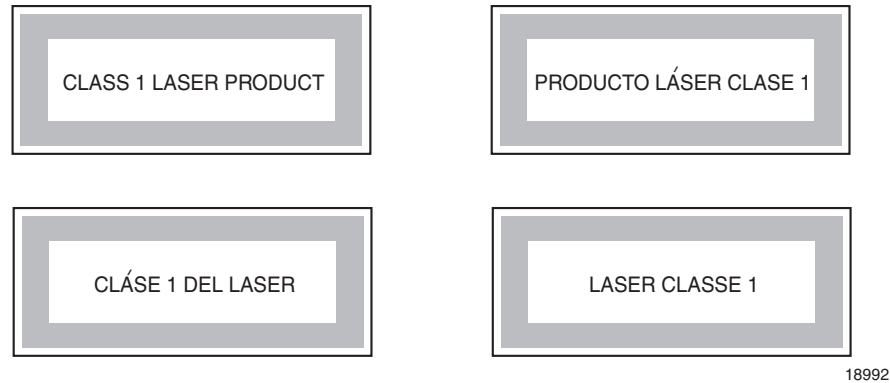 CLASS 1 LASER PRODUCT
PRODUCTO LÁSER CLASE 1
CLÁSE 1 DEL LASER
LASER CLASSE 1
18992